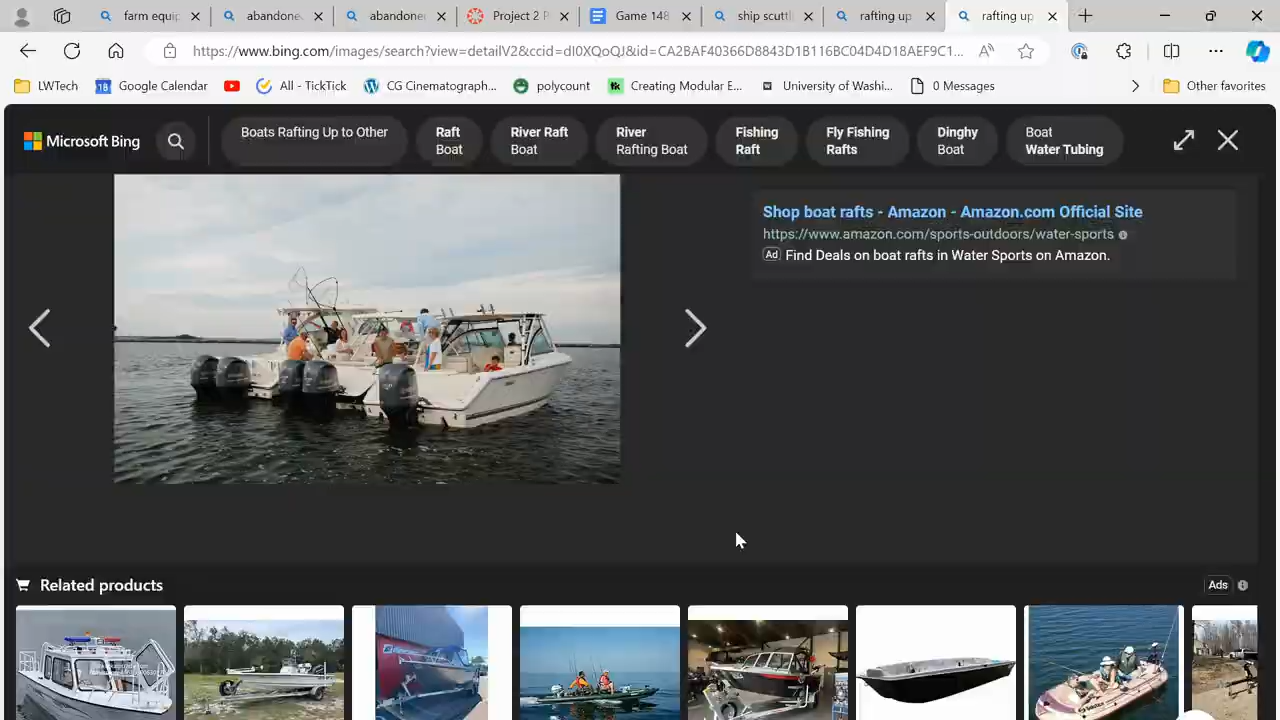 farm equip
abandone
abandoner
Project 2 P
Game 148
ship scuttli
rafting up
rafting up
https://www.bing.com/images/search?view=detailV2&ccid=dI0XQoQJ&id=CA2BAF40366D8843D1B116BC04D4D18AEF9C1...
LWTech
Google Calendar
All - TickTick
CG Cinematograph...
polycount
Creating Modular E...
University of Washi...
0 Messages
Other favorites
Microsoft Bing
Boats Rafting Up to Other
Raft
Boat
River Raft
Boat
River
Rafting Boat
Fishing
Raft
Fly Fishing
Rafts
Dinghy
Boat
Boat
Water Tubing
Shop boat rafts - Amazon - Amazon.com Official Site
https://www.amazon.com/sports-outdoors/water-sports
Ad Find Deals on boat rafts in Water Sports on Amazon.
Related products
Ads